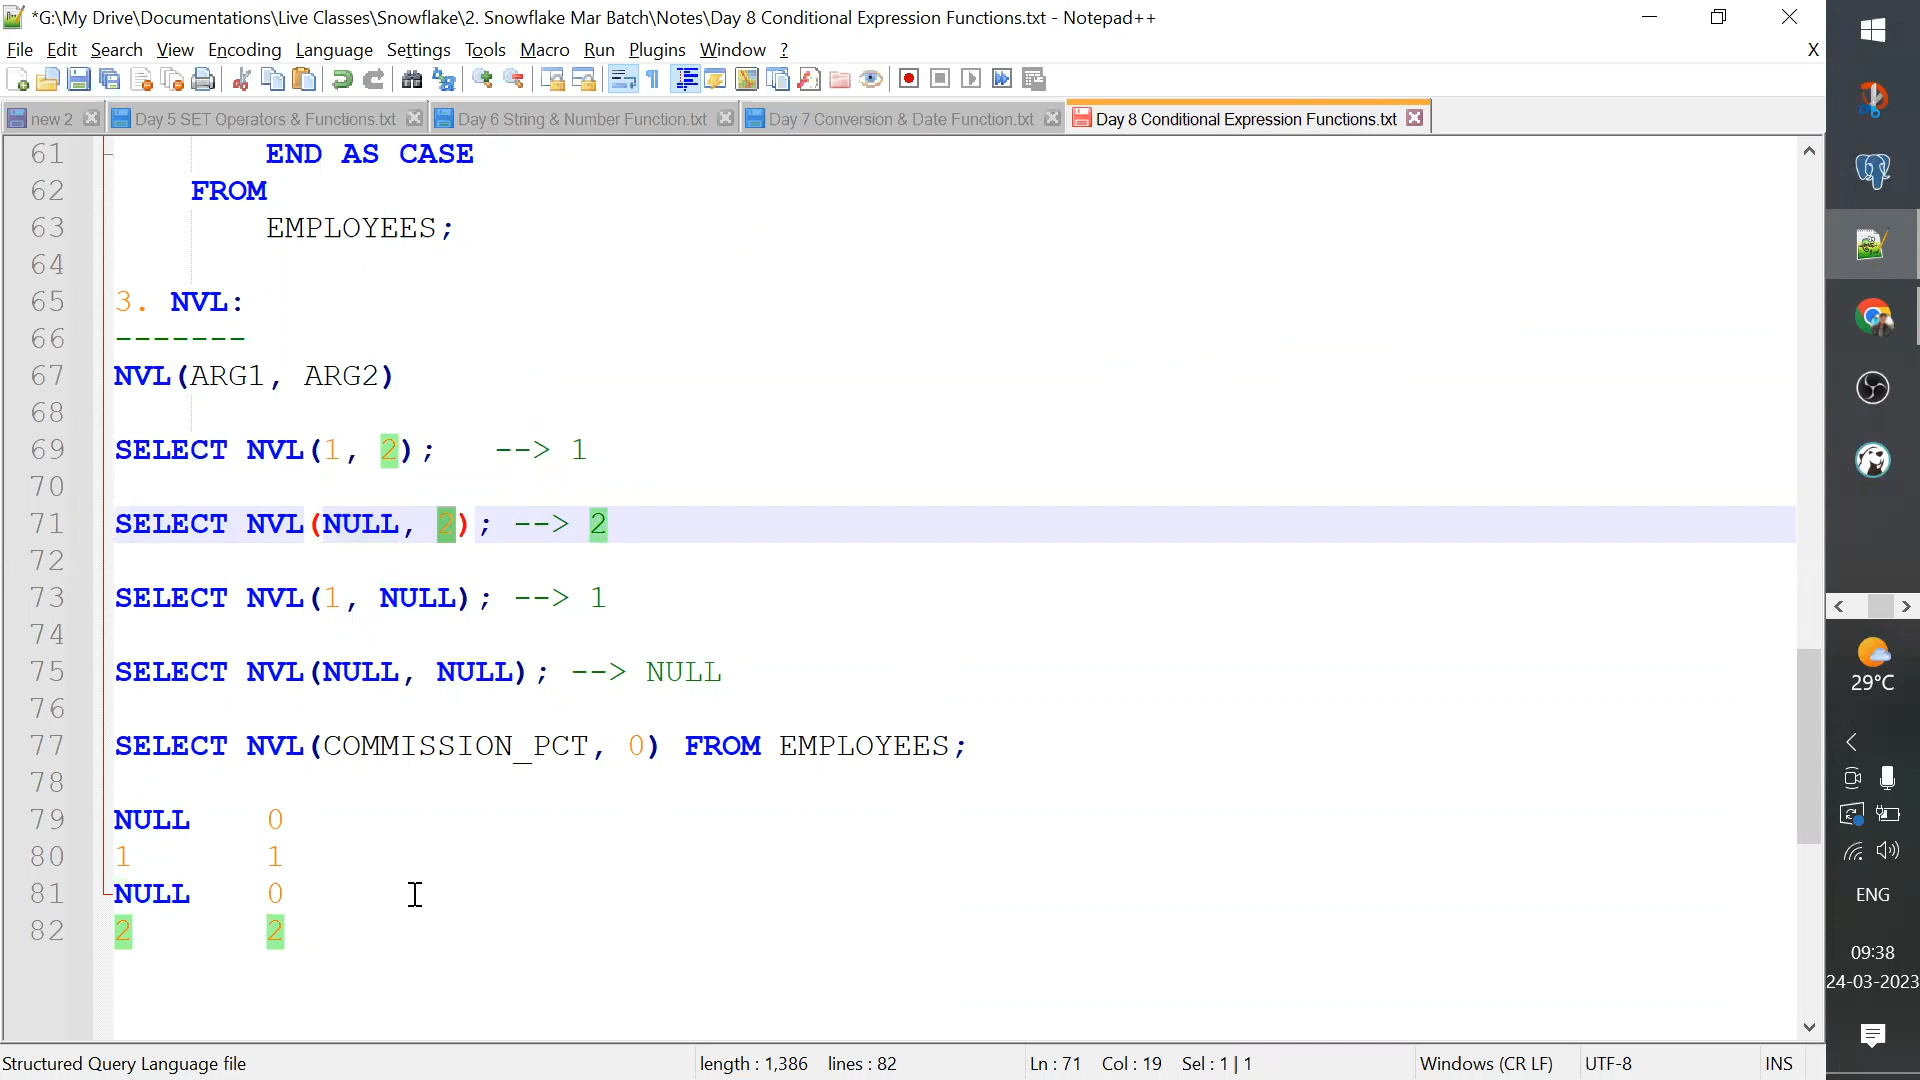 *G:\My Drive\Documentations\Live Classes\Snowflake\2. Snowflake Mar Batch\Notes\Day 8 Conditional Expression Functions.txt - Notepad++
File Edit Search View Encoding Language Settings Tools Macro Run Plugins Window ? X
new 2 Day 5 SET Operators & Functions.txt Day 6 String & Number Function.txt Day 7 Conversion & Date Function.txt Day 8 Conditional Expression Functions.txt
61 END AS CASE
62 FROM
63 EMPLOYEES;
64
65 3. NVL:
66 -------
67 NVL(ARG1, ARG2)
68
69 SELECT NVL(1, 2); --> 1
70
71 SELECT NVL(NULL, 2); --> 2
72
73 SELECT NVL(1, NULL); --> 1
74
75 SELECT NVL(NULL, NULL); --> NULL
76
77 SELECT NVL(COMMISSION_PCT, 0) FROM EMPLOYEES;
78
79 NULL 0
80 1 1
81 NULL 0
82 2 2
Structured Query Language file length : 1,386 lines : 82 Ln : 71 Col : 19 Sel : 1 | 1 Windows (CR LF) UTF-8 INS
29°C
ENG
09:38
24-03-2023